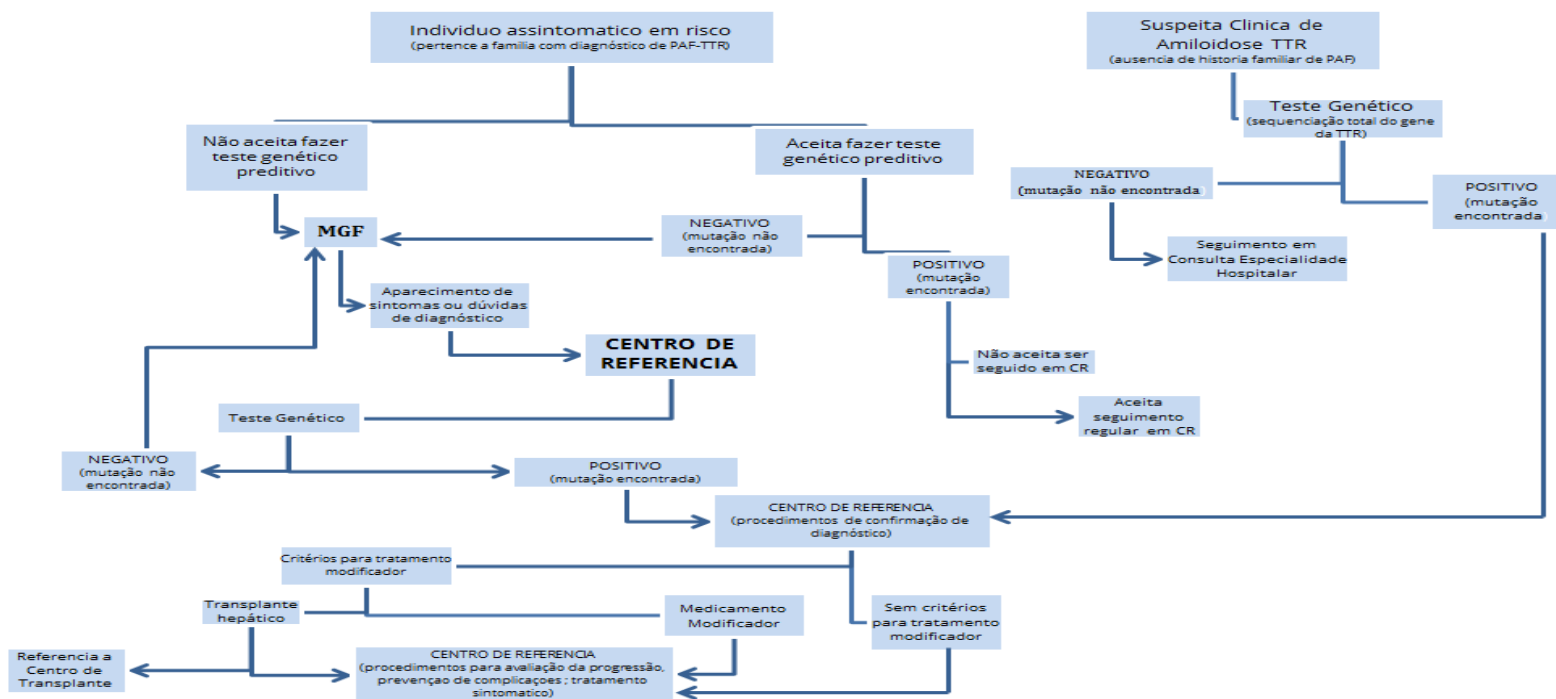 Individuo assintomatico em risco
(pertence a familia com diagnóstico de PAF-TTR)
Suspeita Clinica de
Amiloidose TTR
(ausencia de historia familiar de PAF)
Teste Genético
(sequenciação total do gene
da TTR)
Não aceita fazer
teste genético
preditivo
Aceita fazer teste
genético preditivo
NEGATIVO
(mutação não encontrada)
POSITIVO
(mutação
encontrada)
MGF
NEGATIVO
(mutação não
encontrada)
Seguimento em
Consulta Especialidade
Hospitalar
POSITIVO
(mutação
encontrada)
Aparecimento de
sintomas ou dúvidas
de diagnóstico
CENTRO DE
REFERENCIA
Não aceita ser
seguido em CR
Aceita
seguimento
regular em CR
Teste Genético
NEGATIVO
(mutação não
encontrada)
POSITIVO
(mutação encontrada)
CENTRO DE REFERENCIA
(procedimentos de confirmação de
diagnóstico)
Critérios para tratamento
modificador
Transplante
hepático
Medicamento
Modificador
Sem critérios
para tratamento
modificador
Referencia a
Centro de
Transplante
CENTRO DE REFERENCIA
(procedimentos para avaliação da progressão,
prevenção de complicaçoes ; tratamento
sintomatico)